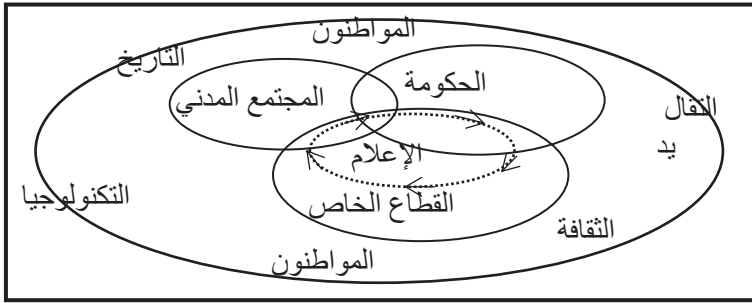 المواطنون
التاريخ
الحكومة
المجتمع المدني
التقال
يد
الإعلام
التكنولوجيا
القطاع الخاص
الثقافة
المواطنون